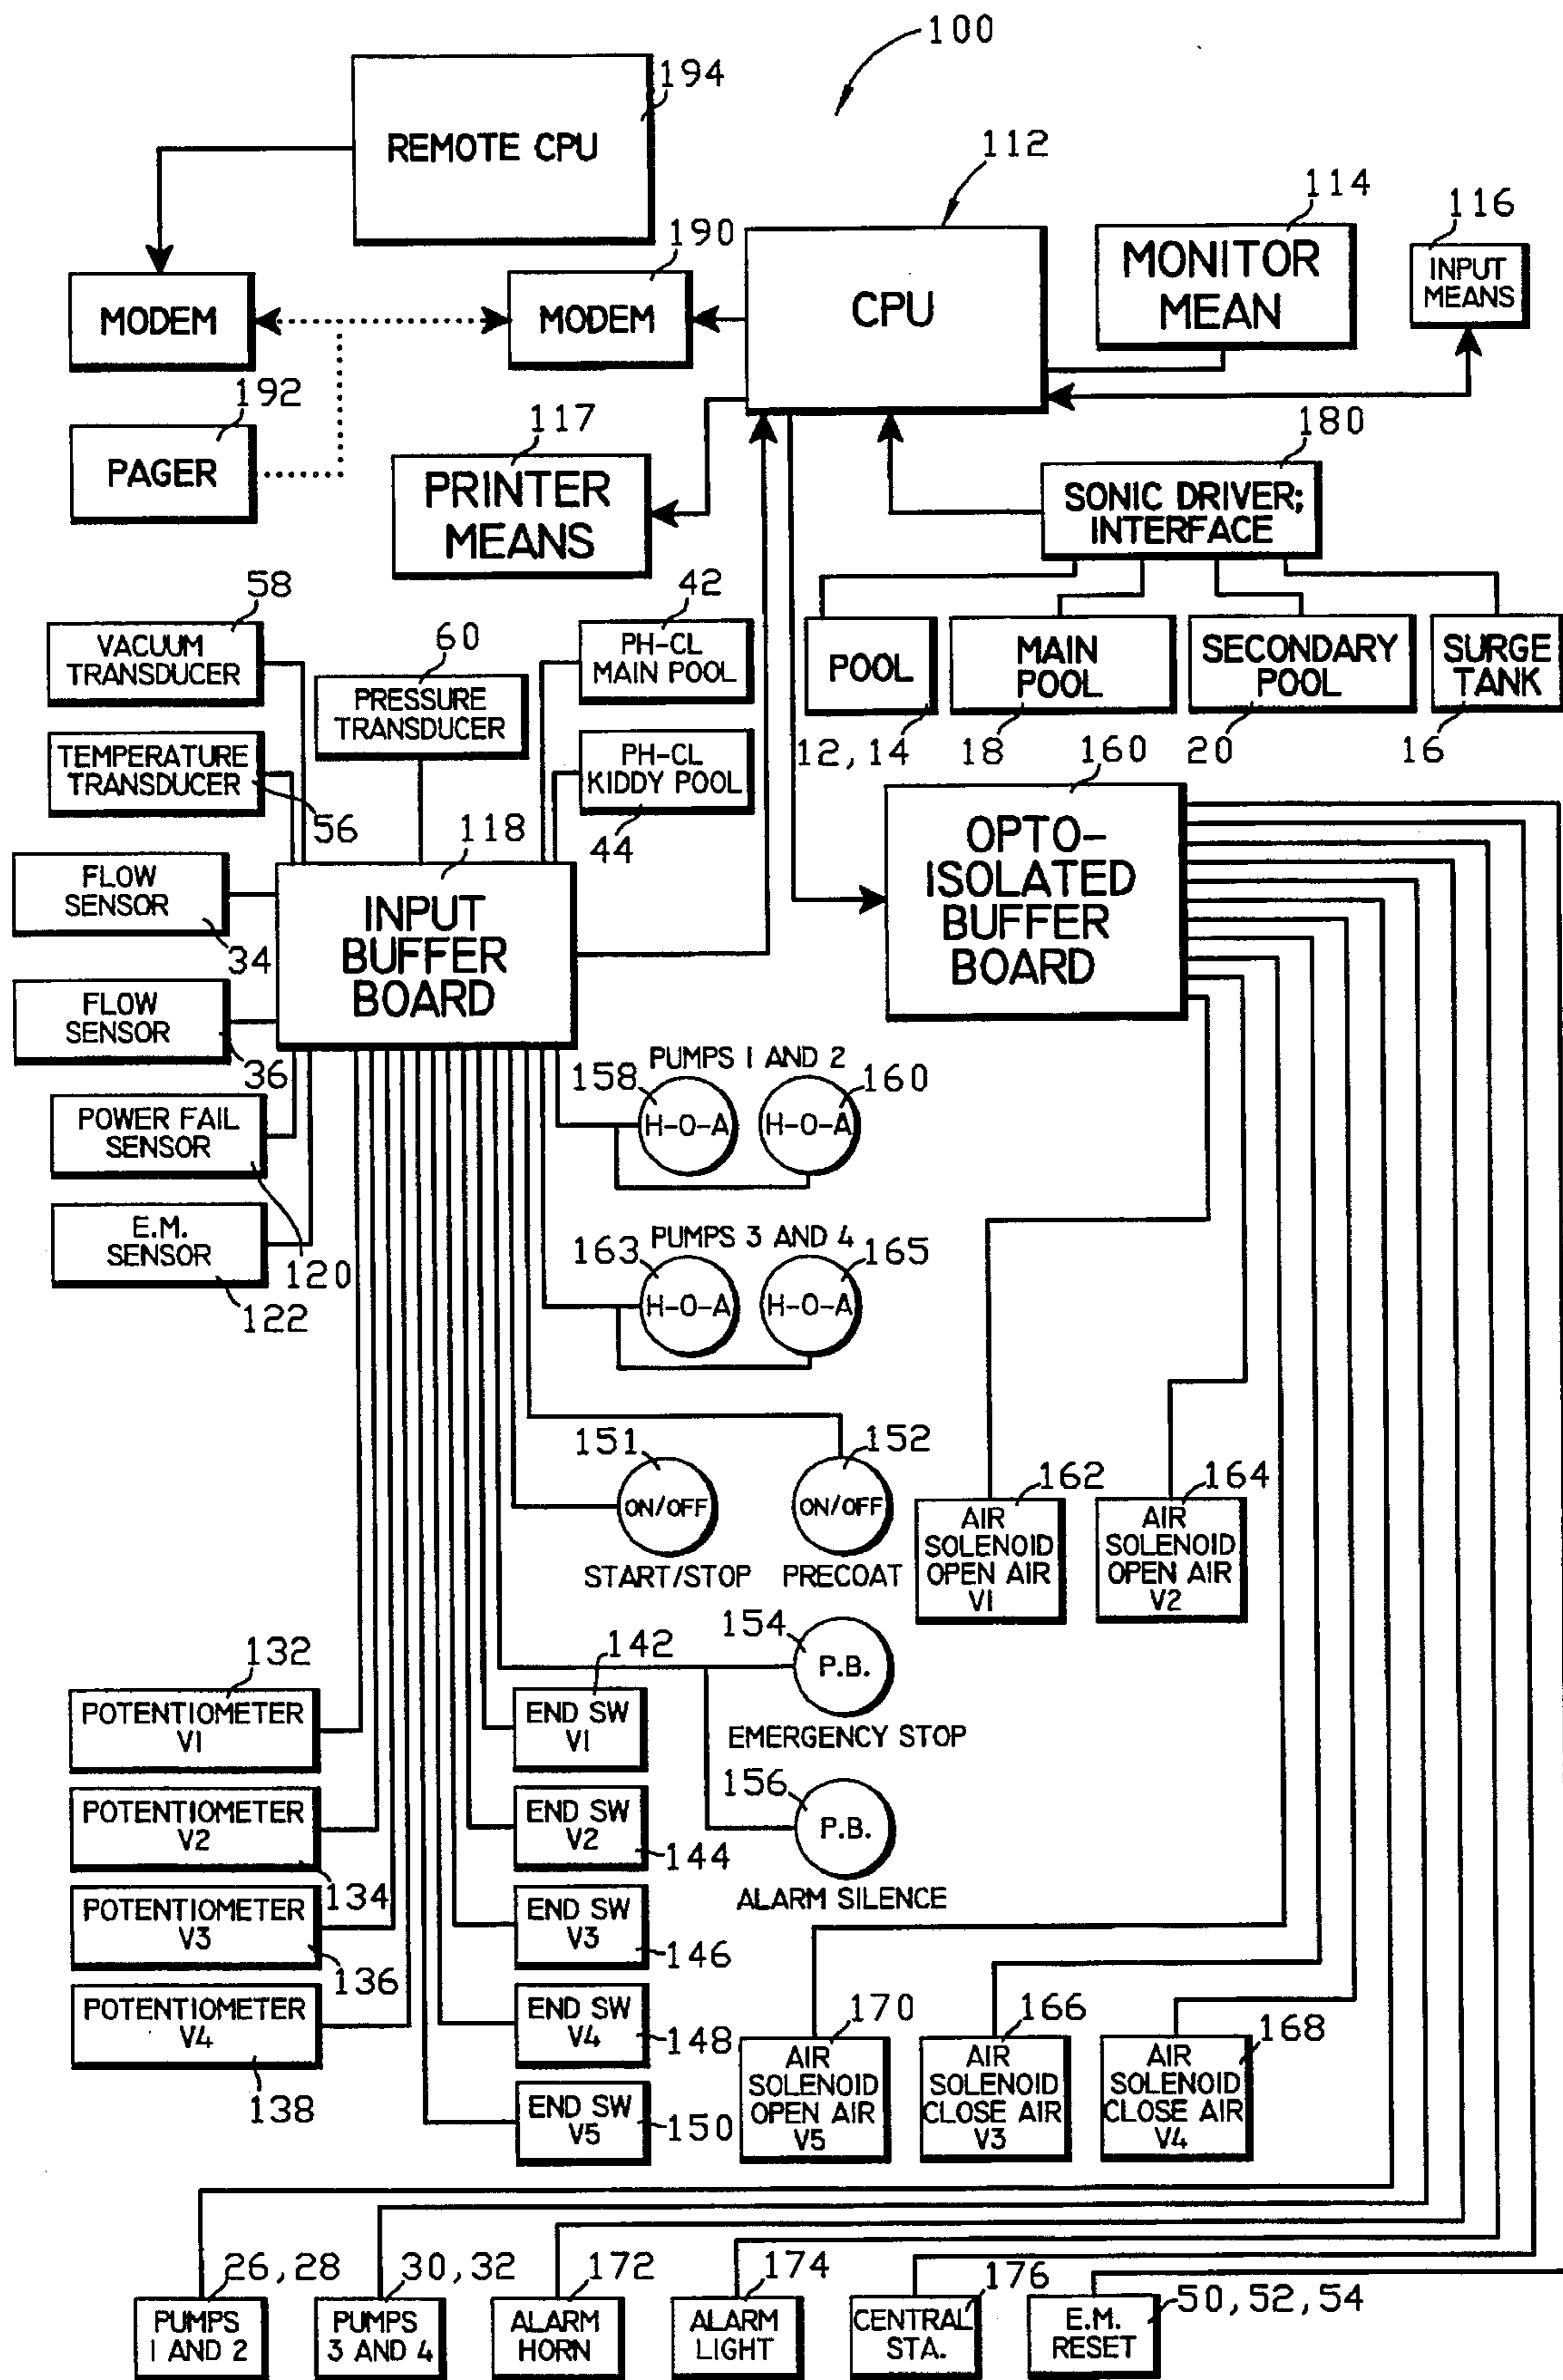 100
194
REMOTE CPU
112
114
116
190
MONITOR
MEAN
INPUT
MEANS
MODEM
MODEM
CPU
192
PAGER
117
PRINTER
MEANS
180
SONIC DRIVER;
INTERFACE
58
VACUUM
TRANSDUCER
60
PRESSURE
TRANSDUCER
42
PH-CL
MAIN POOL
POOL
MAIN
POOL
SECONDARY
POOL
SURGE
TANK
12, 14
18
20
16
TEMPERATURE
TRANSDUCER
56
PH-CL
KIDDY POOL
44
160
118
OPTO-
ISOLATED
BUFFER
BOARD
FLOW
SENSOR
34
INPUT
BUFFER
BOARD
FLOW
SENSOR
36
PUMPS 1 AND 2
158
160
H-O-A
H-O-A
POWER FAIL
SENSOR
120
E.M.
SENSOR
122
PUMPS 3 AND 4
163
165
H-O-A
H-O-A
151
152
ON/OFF
ON/OFF
START/STOP
PRECOAT
162
164
AIR
SOLENOID
OPEN AIR
V1
AIR
SOLENOID
OPEN AIR
V2
132
POTENTIOMETER
V1
142
END SW
V1
154
P.B.
EMERGENCY STOP
POTENTIOMETER
V2
134
END SW
V2
144
156
P.B.
ALARM SILENCE
POTENTIOMETER
V3
136
END SW
V3
146
POTENTIOMETER
V4
138
END SW
V4
148
END SW
V5
150
170
166
168
AIR
SOLENOID
OPEN AIR
V5
AIR
SOLENOID
CLOSE AIR
V3
AIR
SOLENOID
CLOSE AIR
V4
26, 28
30, 32
172
174
176
50, 52, 54
PUMPS
1 AND 2
PUMPS
3 AND 4
ALARM
HORN
ALARM
LIGHT
CENTRAL
STA.
E.M.
RESET